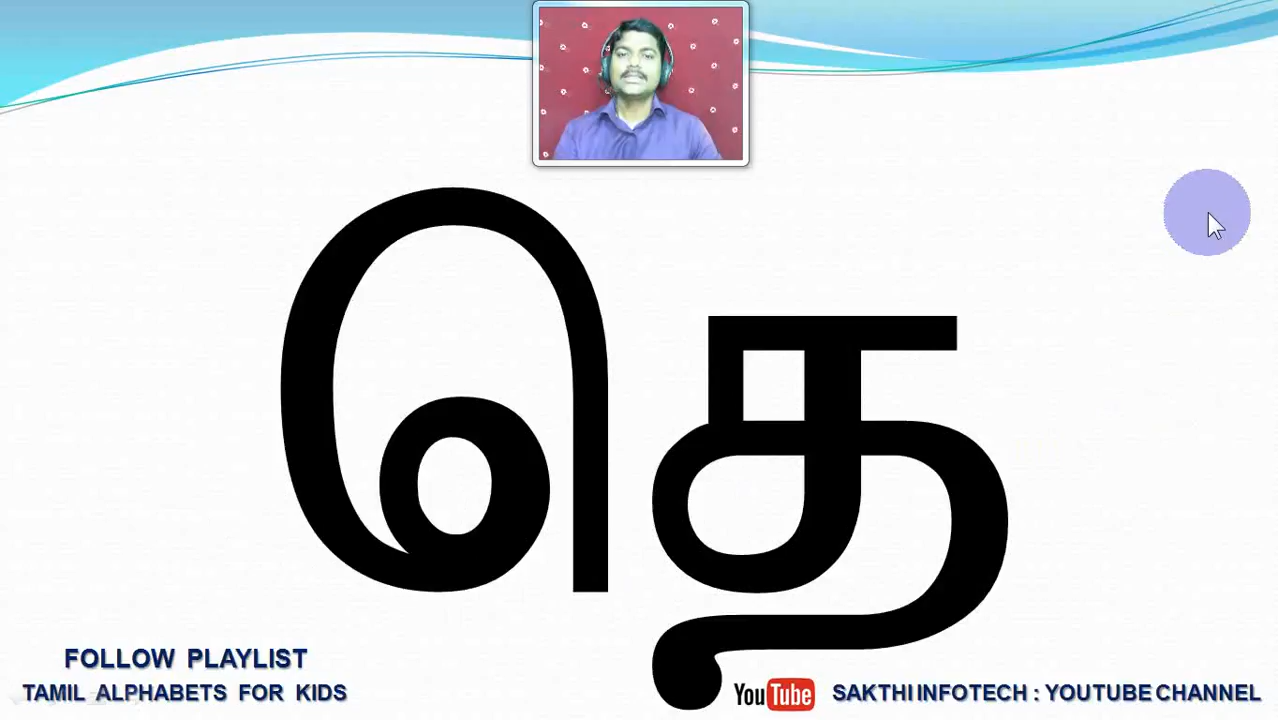 தெ
FOLLOW PLAYLIST
TAMIL ALPHABETS FOR KIDS
YouTube SAKTHI INFOTECH : YOUTUBE CHANNEL